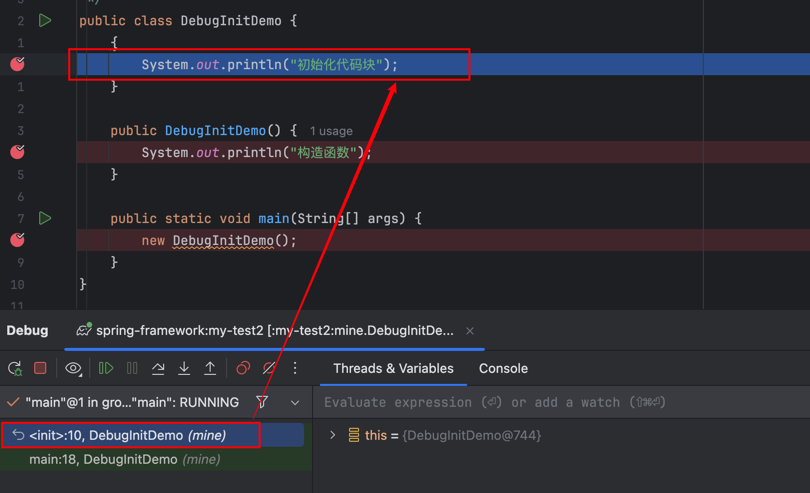 */
2 public class DebugInitDemo {
1 {
System.out.println("初始化代码块");
1 }
2
3 public DebugInitDemo() { 1 usage
System.out.println("构造函数");
5 }
6
7 public static void main(String[] args) {
new DebugInitDemo();
9 }
10 }
11
Debug spring-framework:my-test2 [:my-test2:mine.DebugInitDe... ×
Threads & Variables Console
"main"@1 in gro..."main": RUNNING Evaluate expression (⏎) or add a watch (⇧⌘⏎)
<init>:10, DebugInitDemo (mine) this = {DebugInitDemo@744}
main:18, DebugInitDemo (mine)